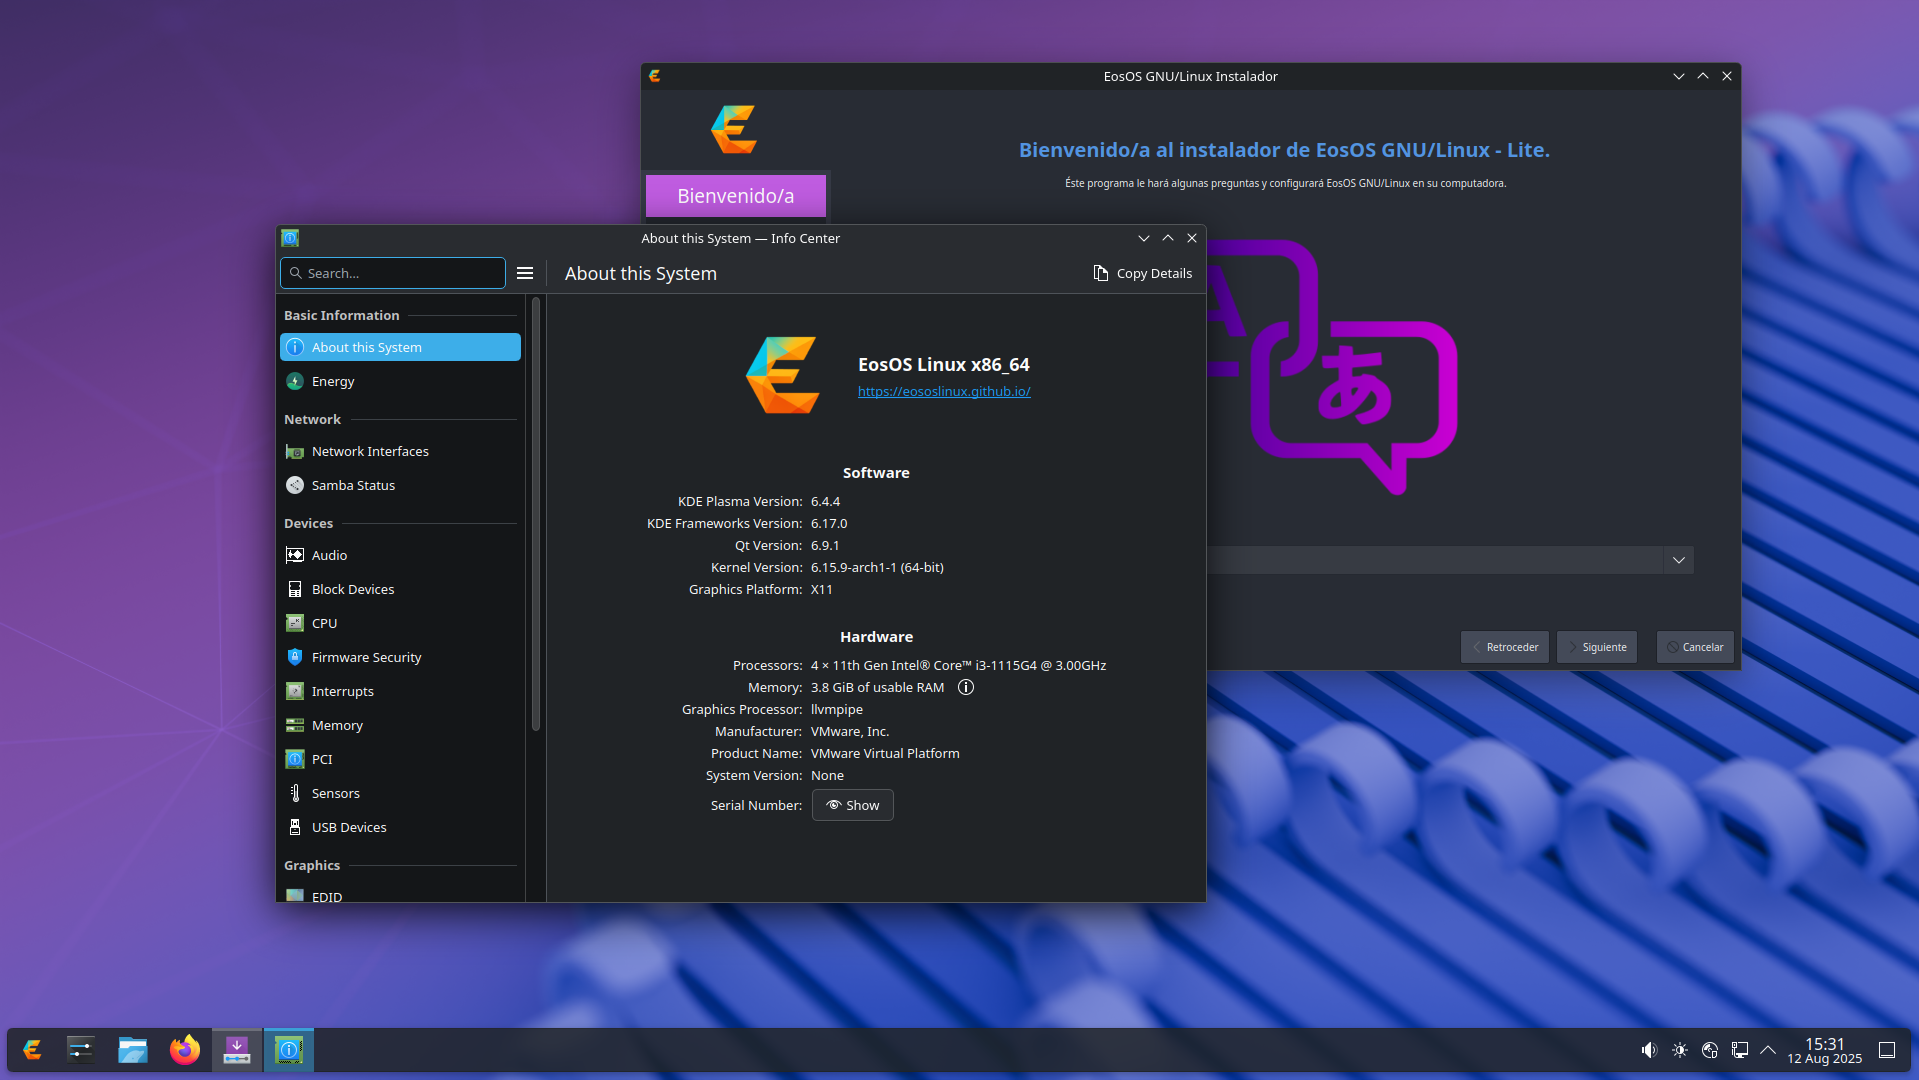 EosOS GNU/Linux Instalador
Bienvenido/a al instalador de EosOS GNU/Linux - Lite.
Éste programa le hará algunas preguntas y configurará EosOS GNU/Linux en su computadora.
Bienvenido/a
A
あ
Retroceder
Siguiente
Cancelar
About this System — Info Center
Search...
About this System
Copy Details
Basic Information
About this System
Energy
Network
Network Interfaces
Samba Status
Devices
Audio
Block Devices
CPU
Firmware Security
Interrupts
Memory
PCI
Sensors
USB Devices
Graphics
EDID
EosOS Linux x86_64
https://eososlinux.github.io/
Software
KDE Plasma Version: 6.4.4
KDE Frameworks Version: 6.17.0
Qt Version: 6.9.1
Kernel Version: 6.15.9-arch1-1 (64-bit)
Graphics Platform: X11
Hardware
Processors: 4 × 11th Gen Intel® Core™ i3-1115G4 @ 3.00GHz
Memory: 3.8 GiB of usable RAM
Graphics Processor: llvmpipe
Manufacturer: VMware, Inc.
Product Name: VMware Virtual Platform
System Version: None
Serial Number: Show
15:31
12 Aug 2025